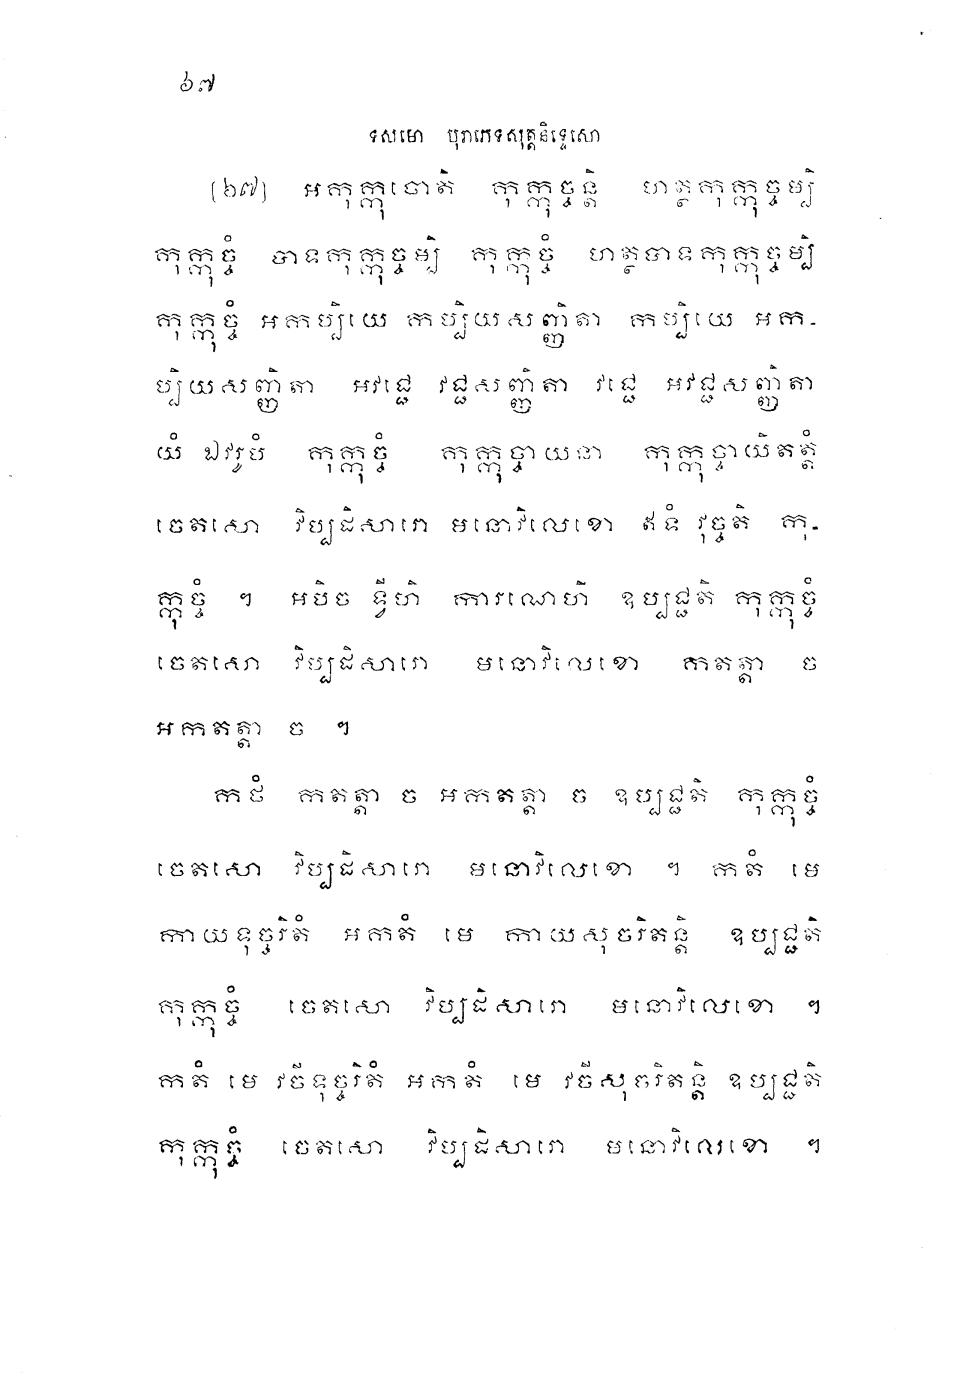 ៦៧
ទសមោ បុរាភេទសុត្តនិទ្ទេសោ
(៦៧) អកុក្កុចោតិ កុក្កុច្ចន្តិ ហត្ថកុក្កុច្ចម្បិ
កុក្កុច្ចំ បាទកុក្កុច្ចម្បិ កុក្កុច្ចំ ហត្ថបាទកុក្កុច្ចម្បិ
កុក្កុច្ចំ អកប្បិយេ កប្បិយសញ្ញិតា កប្បិយេ អក-
ប្បិយសញ្ញិតា អវជ្ជេ វជ្ជសញ្ញិតា វជ្ជេ អវជ្ជសញ្ញិតា
យំ ឯវរូបំ កុក្កុច្ចំ កុក្កុច្ចាយនា កុក្កុច្ចាយិតត្តំ
ចេតសោ វិប្បដិសារោ មនោវិលេខោ ឥទំ វុច្ចតិ កុ-
ក្កុច្ចំ ។ អបិច ទ្វីហិ ការណេហិ ឧប្បជ្ជតិ កុក្កុច្ចំ
ចេតសោ វិប្បដិសារោ មនោវិលេខោ កតត្តា ច
អកតត្តា ច ។
កថំ កតត្តា ច អកតត្តា ច ឧប្បជ្ជតិ កុក្កុច្ចំ
ចេតសោ វិប្បដិសារោ មនោវិលេខោ ។ កតំ មេ
កាយទុច្ចរិតំ អកតំ មេ កាយសុចរិតន្តិ ឧប្បជ្ជតិ
កុក្កុច្ចំ ចេតសោ វិប្បដិសារោ មនោវិលេខោ ។
កតំ មេ វចីទុច្ចរិតំ អកតំ មេ វចីសុចរិតន្តិ ឧប្បជ្ជតិ
កុក្កុច្ចំ ចេតសោ វិប្បដិសារោ មនោវិលេខោ ។